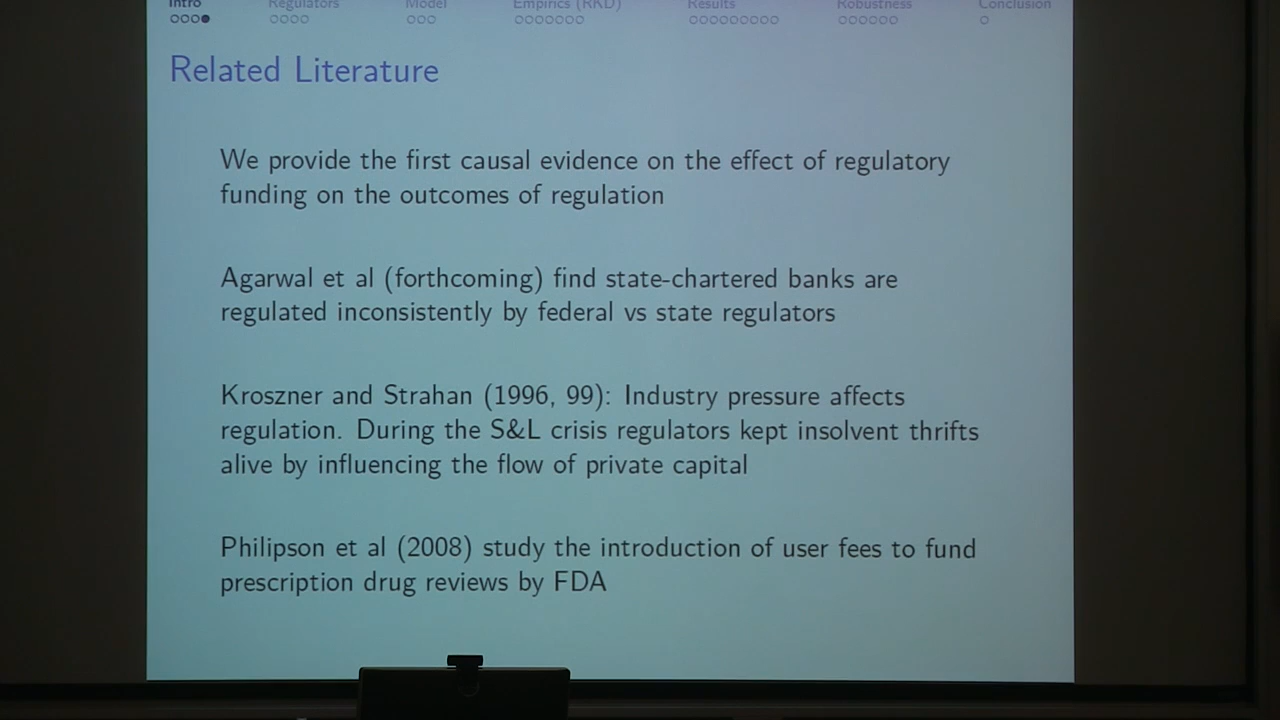 Intro Regulators Model Empirics (RKD) Results Robustness Conclusion
Related Literature
We provide the first causal evidence on the effect of regulatory
funding on the outcomes of regulation
Agarwal et al (forthcoming) find state-chartered banks are
regulated inconsistently by federal vs state regulators
Kroszner and Strahan (1996, 99): Industry pressure affects
regulation. During the S&L crisis regulators kept insolvent thrifts
alive by influencing the flow of private capital
Philipson et al (2008) study the introduction of user fees to fund
prescription drug reviews by FDA